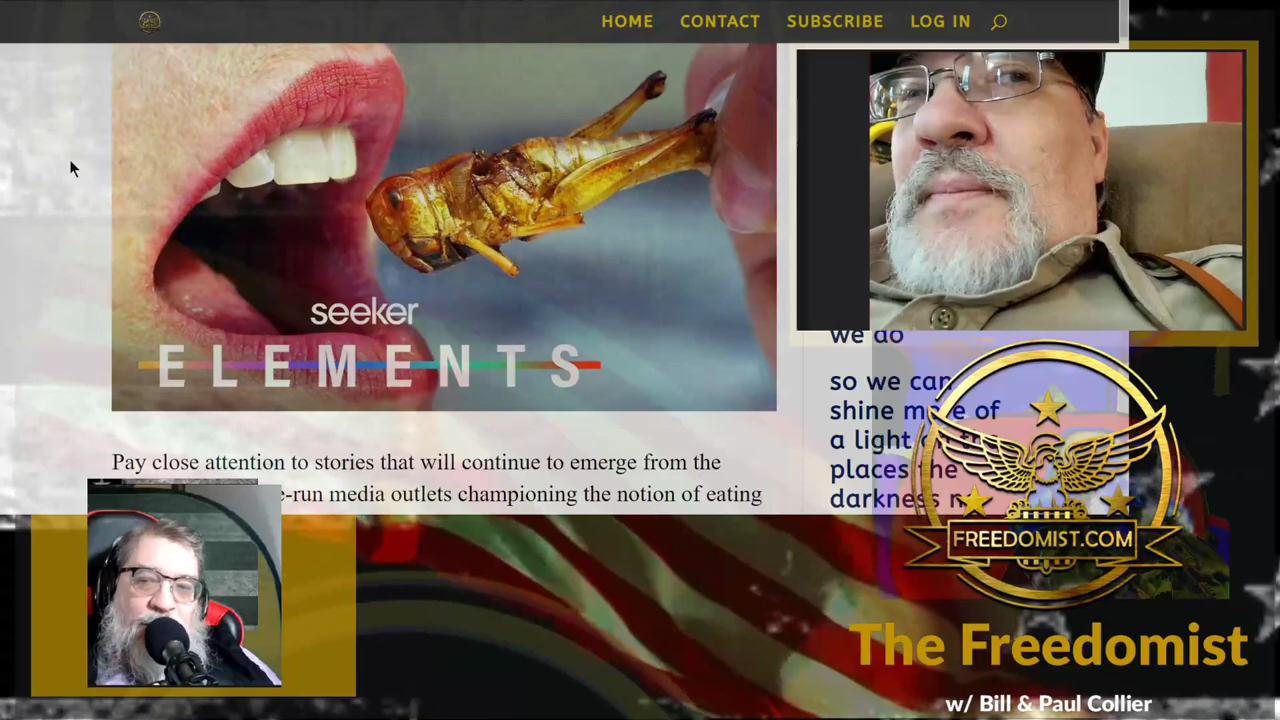 HOME CONTACT SUBSCRIBE LOG IN
seeker
ELEMENTS
Pay close attention to stories that will continue to emerge from the
-run media outlets championing the notion of eating
we do
so we can
shine of
a light
places the
darkness
FREEDOMIST.COM
The Freedomist
w/ Bill & Paul Collier